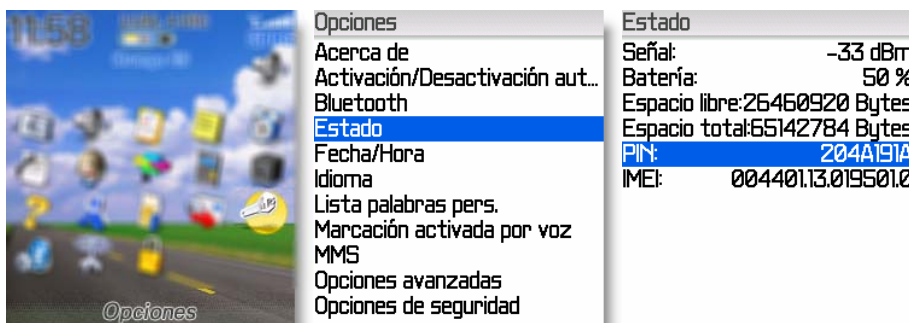 11:58
Opciones
Opciones
Acerca de
Activación/Desactivación aut...
Bluetooth
Estado
Fecha/Hora
Idioma
Lista palabras pers.
Marcación activada por voz
MMS
Opciones avanzadas
Opciones de seguridad
Estado
Señal: -33 dBm
Batería: 50 %
Espacio libre:26460920 Bytes
Espacio total:65142784 Bytes
PIN: 204A191A
IMEI: 004401.13.019501.0